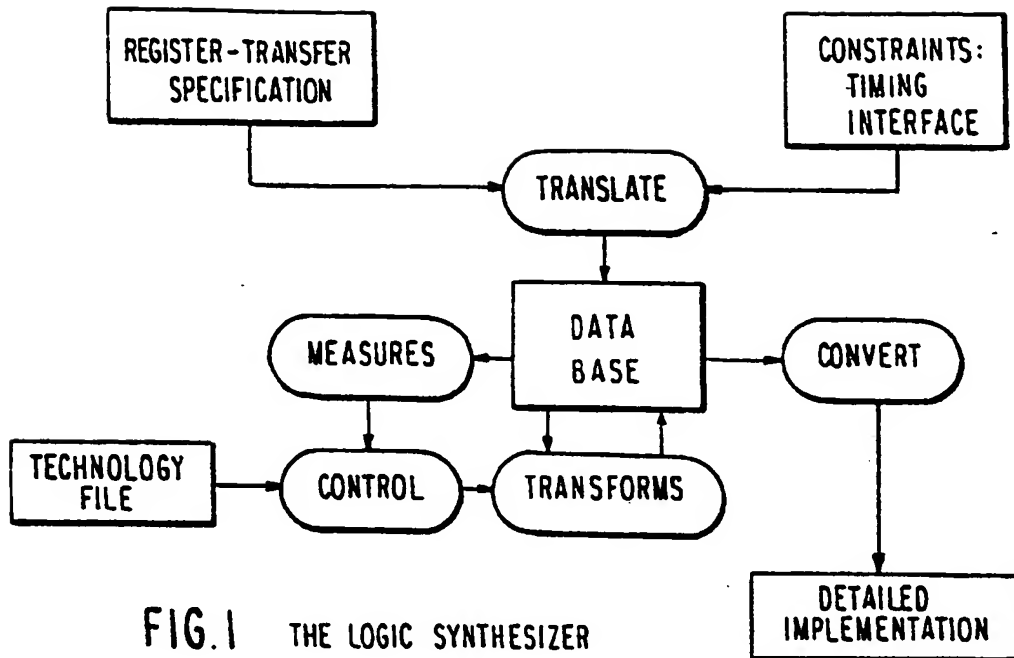 REGISTER-TRANSFER
SPECIFICATION
CONSTRAINTS:
TIMING
INTERFACE
TRANSLATE
DATA
BASE
MEASURES
CONVERT
TECHNOLOGY
FILE
CONTROL
TRANSFORMS
DETAILED
IMPLEMENTATION
FIG.1 THE LOGIC SYNTHESIZER